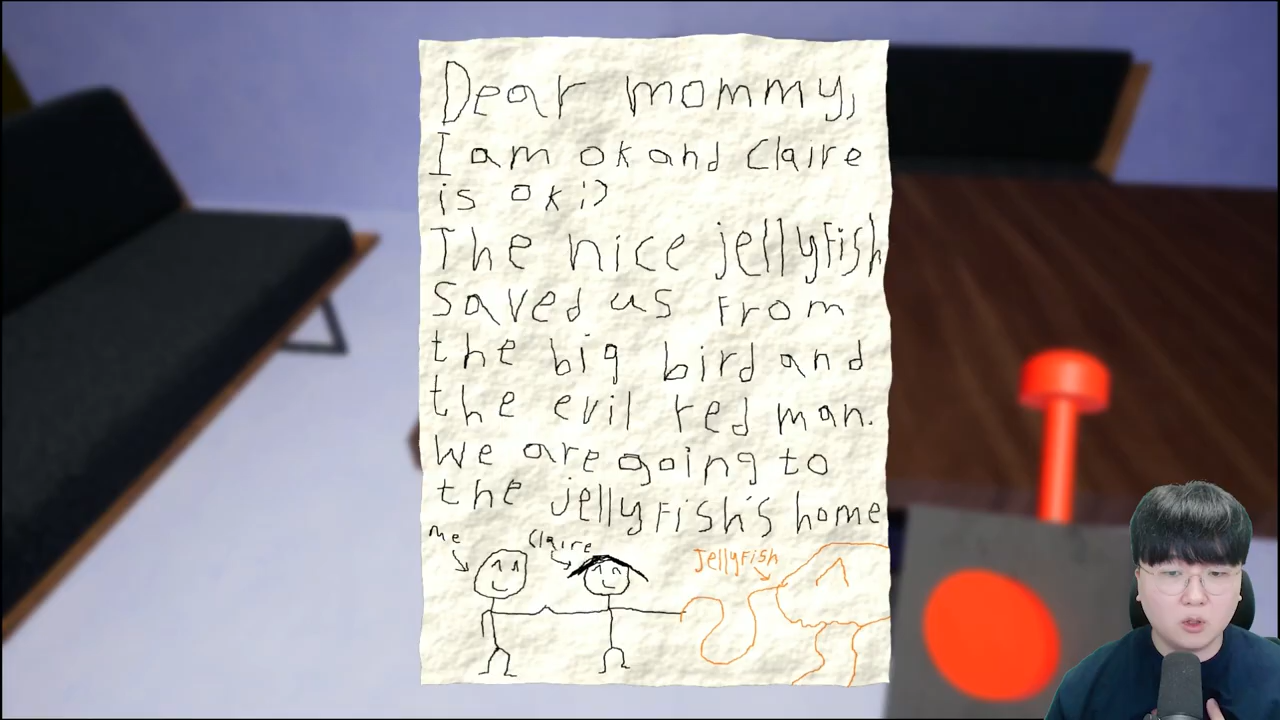 Dear mommy,
I am ok and Claire
is ok :)
The nice jellyfish
saved us from
the big bird and
the evil red man.
We are going to
the jellyfish's home
me
Claire
Jellyfish